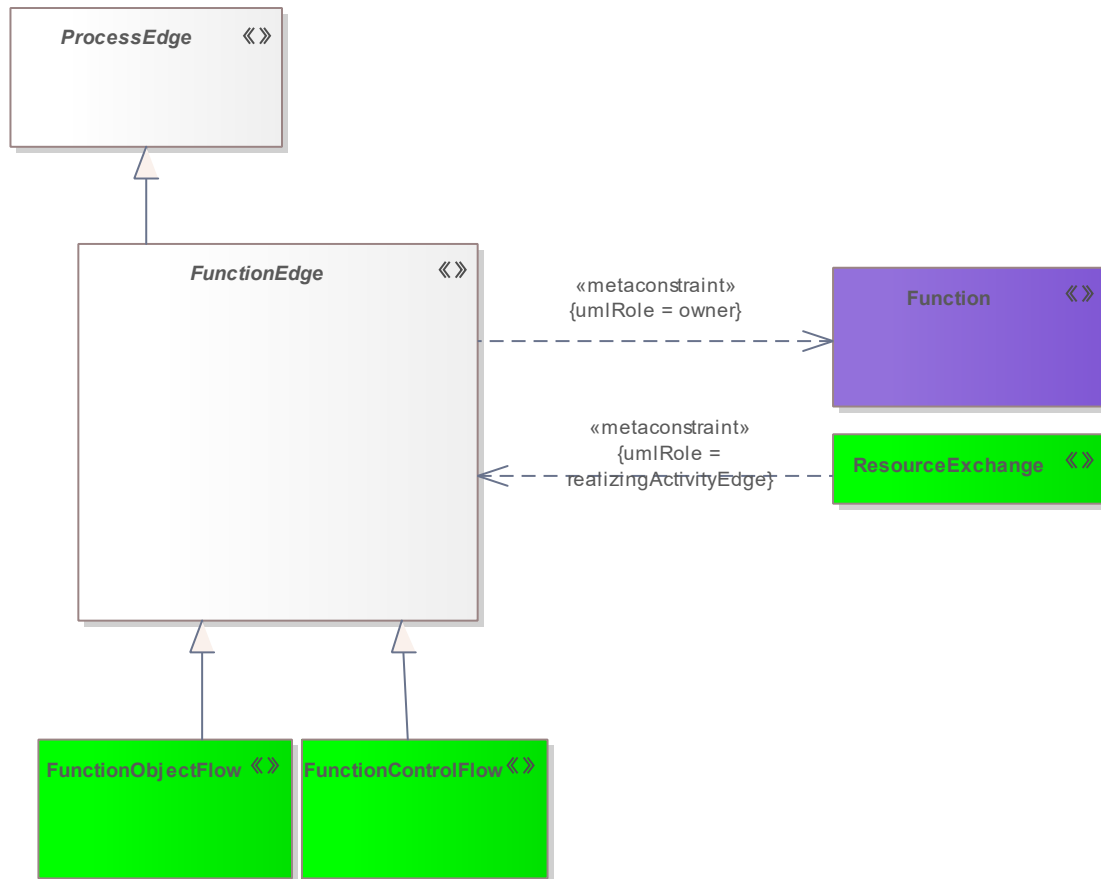 ProcessEdge «»
FunctionEdge «»
«metaconstraint»
{umlRole = owner}
Function «»
«metaconstraint»
{umlRole =
realizingActivityEdge}
ResourceExchange «»
FunctionObjectFlow «»
FunctionControlFlow «»